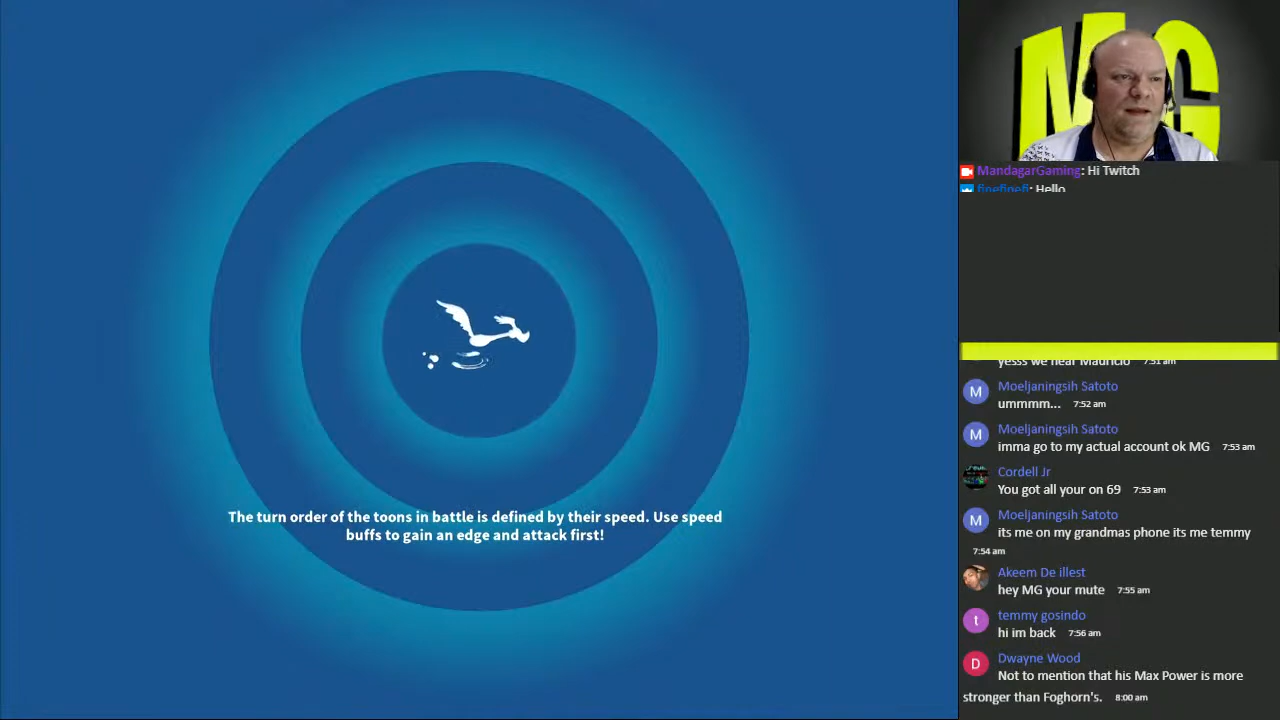 MG
MandagarGaming: Hi Twitch
finefinefi: Hello
yesss we hear Mauricio 7:51 am
Moeljaningsih Satoto
ummmm... 7:52 am
Moeljaningsih Satoto
imma go to my actual account ok MG 7:53 am
Cordell Jr
You got all your on 69 7:53 am
M
Moeljaningsih Satoto
its me on my grandmas phone its me temmy
7:54 am
Akeem De illest
hey MG your mute 7:55 am
t
temmy gosindo
hi im back 7:56 am
D
Dwayne Wood
Not to mention that his Max Power is more
stronger than Foghorn's. 8:00 am
The turn order of the toons in battle is defined by their speed. Use speed
buffs to gain an edge and attack first!